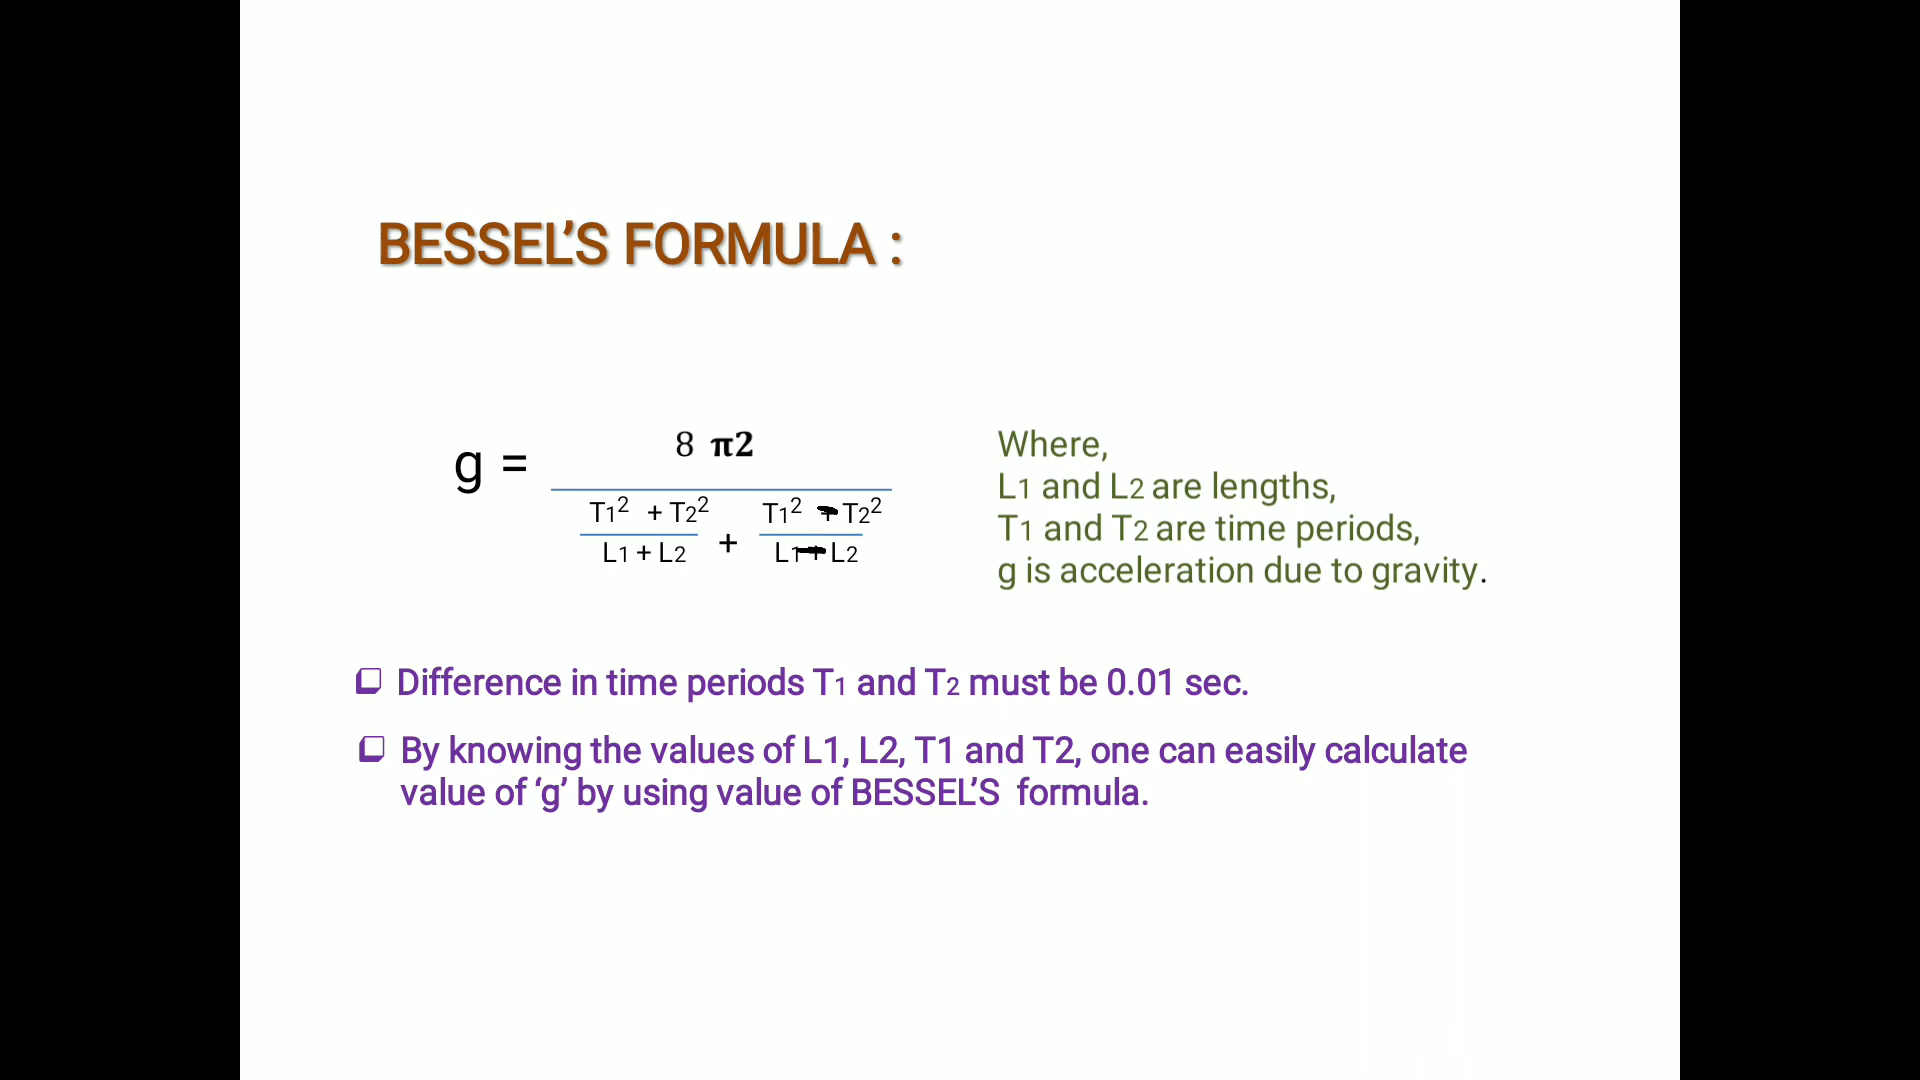 BESSEL’S FORMULA :
8 π2
g =
T1² + T2² T1² - T2²
+
L1 + L2 L1 - L2
Where,
L1 and L2 are lengths,
T1 and T2 are time periods,
g is acceleration due to gravity.
❑ Difference in time periods T1 and T2 must be 0.01 sec.
❑ By knowing the values of L1, L2, T1 and T2, one can easily calculate
value of ‘g’ by using value of BESSEL’S formula.